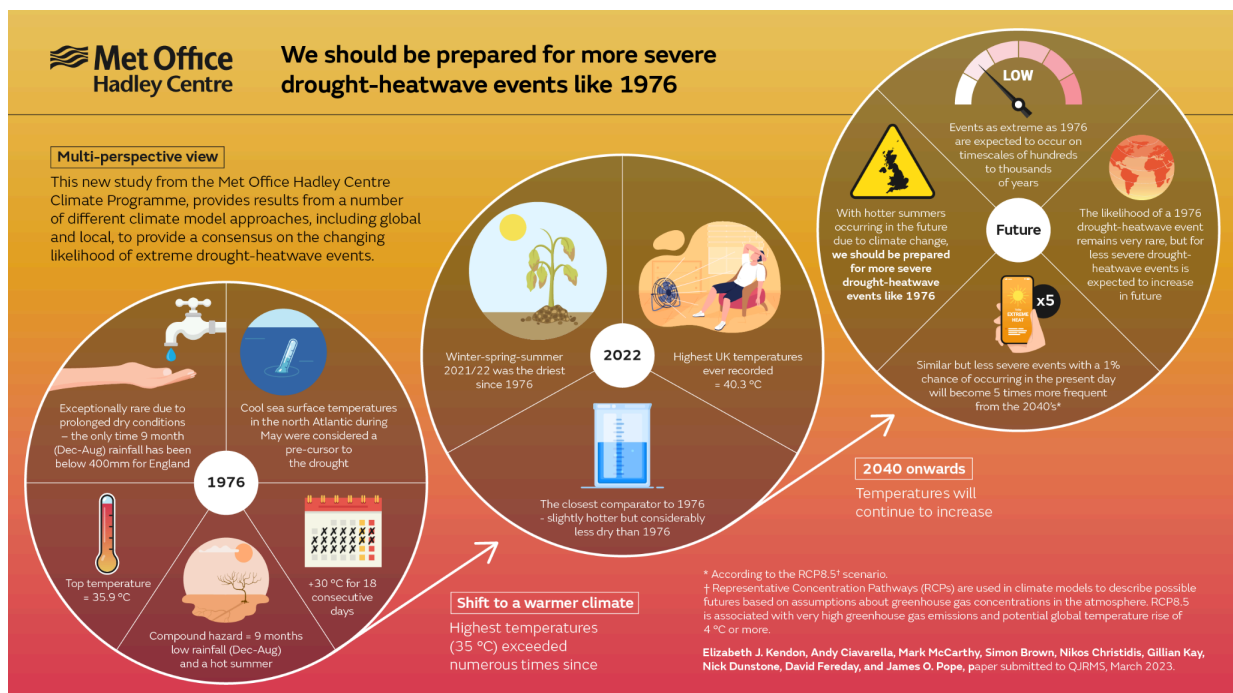 Met Office
Hadley Centre
We should be prepared for more severe
drought-heatwave events like 1976
Multi-perspective view
This new study from the Met Office Hadley Centre
Climate Programme, provides results from a number
of different climate model approaches, including global
and local, to provide a consensus on the changing
likelihood of extreme drought-heatwave events.
1976
Exceptionally rare due to
prolonged dry conditions
– the only time 9 month
(Dec-Aug) rainfall has been
below 400mm for England
Cool sea surface temperatures
in the north Atlantic during
May were considered a
pre-cursor to
the drought
Top temperature
= 35.9 ºC
Compound hazard = 9 months
low rainfall (Dec-Aug)
and a hot summer
+30 ºC for 18
consecutive
days
Shift to a warmer climate
Highest temperatures
(35 ºC) exceeded
numerous times since
2022
Winter-spring-summer
2021/22 was the driest
since 1976
Highest UK temperatures
ever recorded
= 40.3 ºC
The closest comparator to 1976
- slightly hotter but considerably
less dry than 1976
2040 onwards
Temperatures will
continue to increase
Future
LOW
Events as extreme as 1976
are expected to occur on
timescales of hundreds
to thousands
of years
With hotter summers
occurring in the future
due to climate change,
we should be prepared
for more severe
drought-heatwave
events like 1976
The likelihood of a 1976
drought-heatwave event
remains very rare, but for
less severe drought-
heatwave events is
expected to increase
in future
EXTREME
HEAT
x5
Similar but less severe events with a 1%
chance of occurring in the present day
will become 5 times more frequent
from the 2040's*
* According to the RCP8.5† scenario.
† Representative Concentration Pathways (RCPs) are used in climate models to describe possible
futures based on assumptions about greenhouse gas concentrations in the atmosphere. RCP8.5
is associated with very high greenhouse gas emissions and potential global temperature rise of
4 ºC or more.
Elizabeth J. Kendon, Andy Ciavarella, Mark McCarthy, Simon Brown, Nikos Christidis, Gillian Kay,
Nick Dunstone, David Fereday, and James O. Pope, paper submitted to QJRMS, March 2023.